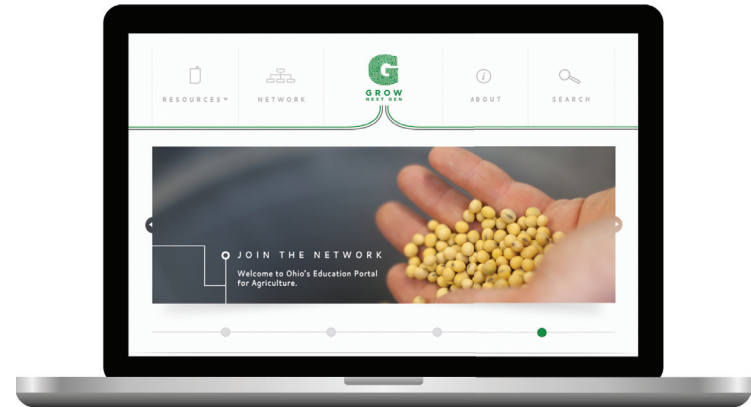 RESOURCES
NETWORK
G
GROW
NEXT GEN
ABOUT
SEARCH
JOIN THE NETWORK
Welcome to Ohio's Education Portal
for Agriculture.